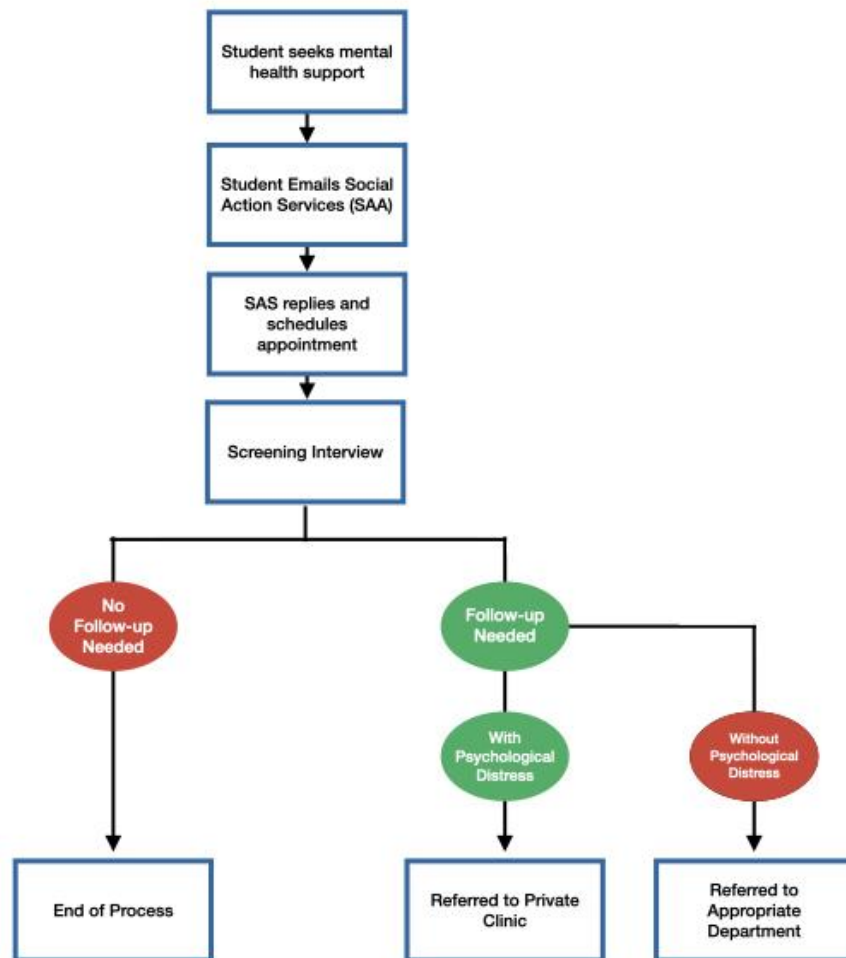 Student seeks mental
health support
Student Emails Social
Action Services (SAA)
SAS replies and
schedules
appointment
Screening Interview
No
Follow-up
Needed
Follow-up
Needed
With
Psychological
Distress
Without
Psychological
Distress
End of Process
Referred to Private
Clinic
Referred to
Appropriate
Department